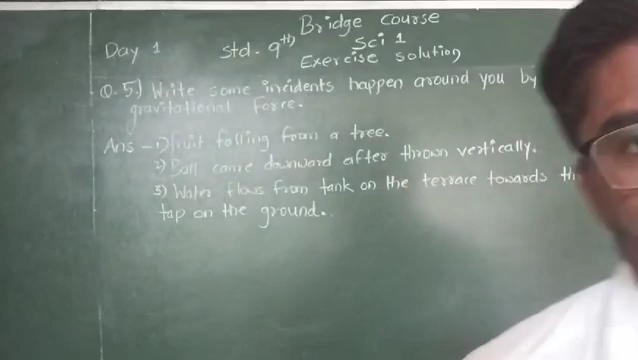 Bridge Course
Day 1 Std. 9th Sci 1
Exercise solution
Q. 5.) Write some incidents happen around you by
gravitational force.
Ans - 1) fruit falling from a tree.
2) Ball came downward after thrown vertically.
3) Water flows from tank on the terrace towards
tap on the ground.